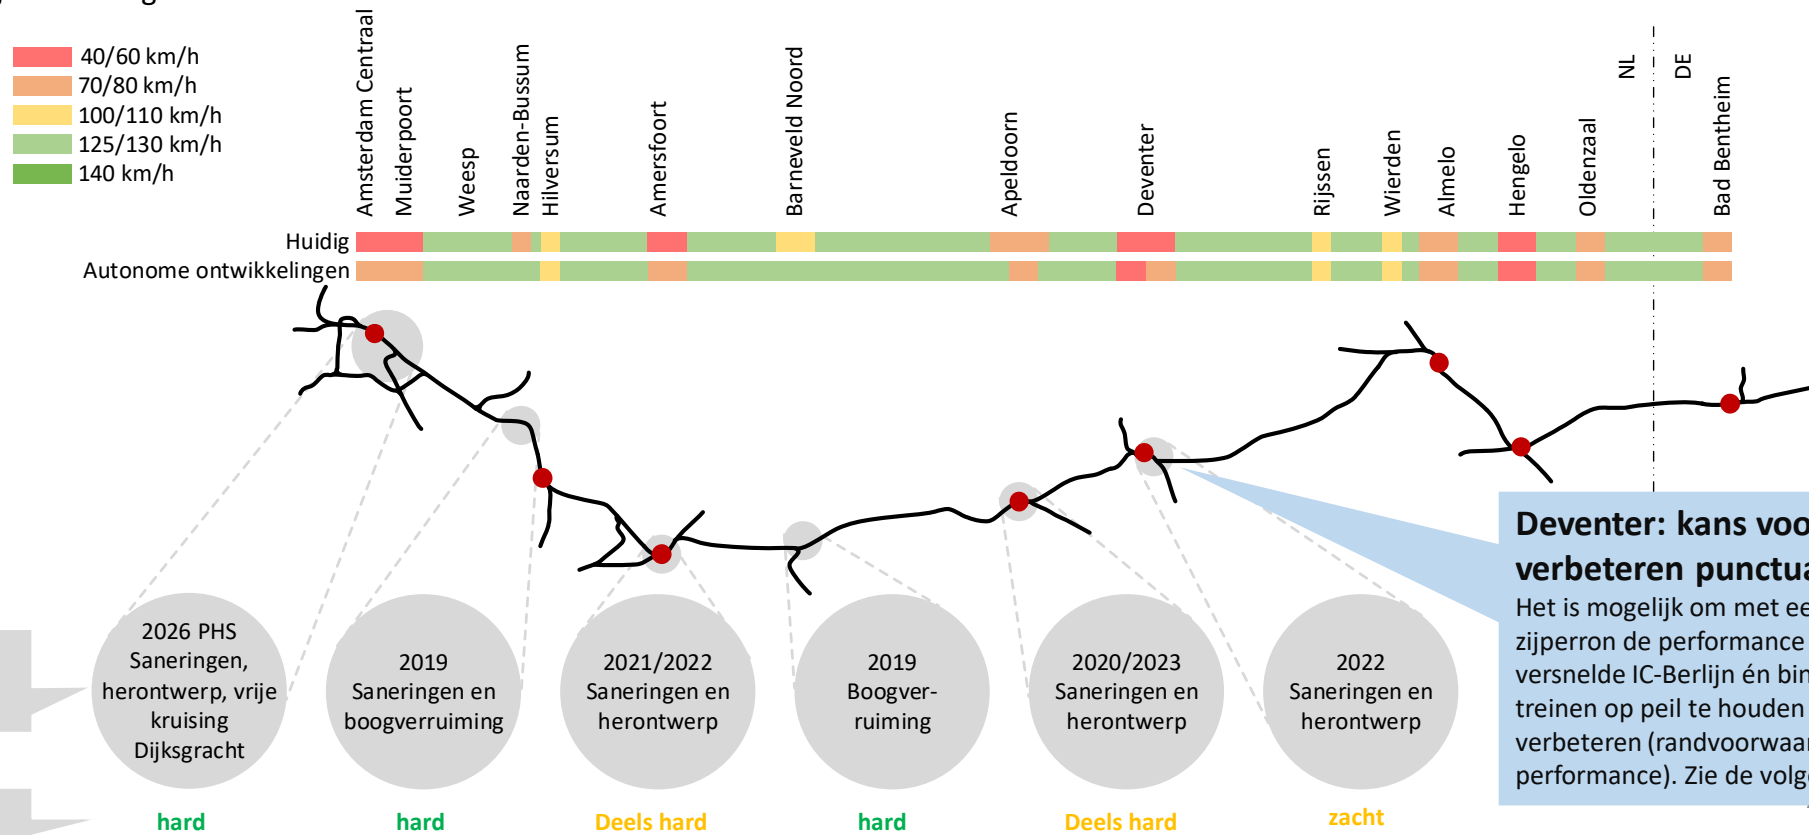 40/60 km/h
70/80 km/h
100/110 km/h
125/130 km/h
140 km/h
Amsterdam Centraal
Muiderpoort
Weesp
Naarden-Bussum
Hilversum
Amersfoort
Barneveld Noord
Apeldoorn
Deventer
Rijssen
Wierden
Almelo
Hengelo
Oldenzaal
NL
DE
Bad Bentheim
Huidig
Autonome ontwikkelingen
2026 PHS
Saneringen,
herontwerp, vrije
kruising
Dijksgracht
hard
2019
Saneringen en
boogverruiming
hard
2021/2022
Saneringen en
herontwerp
Deels hard
2019
Boogver-
ruiming
hard
2020/2023
Saneringen en
herontwerp
Deels hard
2022
Saneringen en
herontwerp
zacht
Deventer: kans voo
verbeteren punctua
Het is mogelijk om met ee
zijperron de performance
versnelde IC-Berlijn én bin
treinen op peil te houden
verbeteren (randvoorwaar
performance). Zie de volg